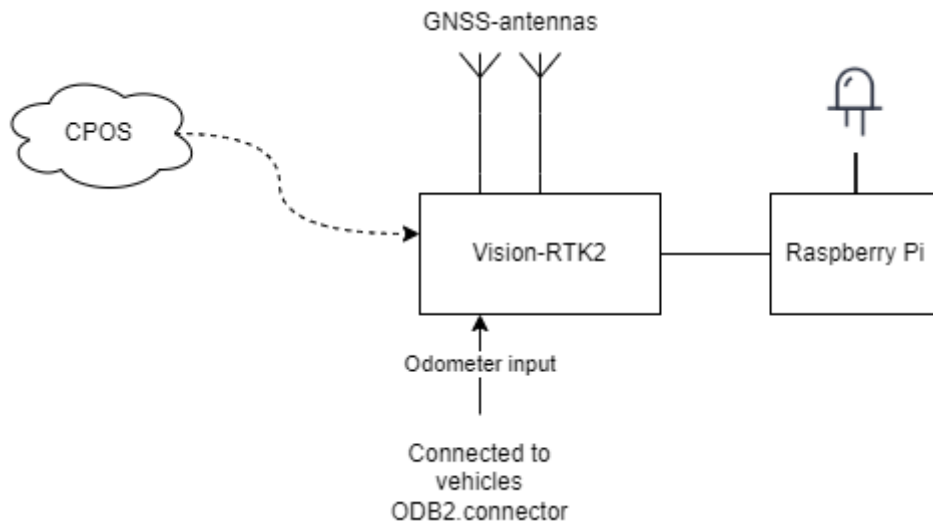 GNSS-antennas
CPOS
Vision-RTK2
Raspberry Pi
Odometer input
Connected to
vehicles
ODB2.connector